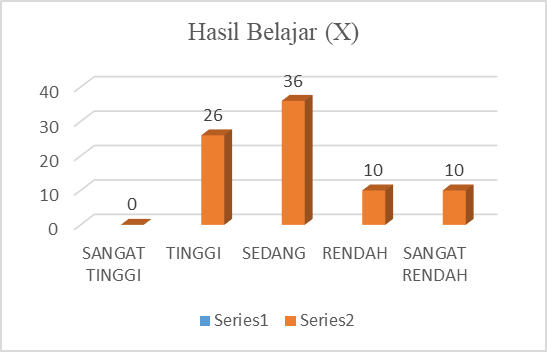 Hasil Belajar (X)
40
30
20
10
0
0
26
36
10
10
SANGAT TINGGI
TINGGI
SEDANG
RENDAH
SANGAT RENDAH
Series1
Series2